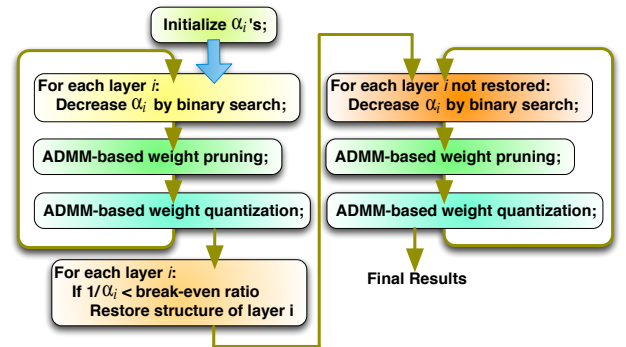 Initialize αi's;
For each layer i:
Decrease αi by binary search;
ADMM-based weight pruning;
ADMM-based weight quantization;
For each layer i:
If 1/αi < break-even ratio
Restore structure of layer i
For each layer i not restored:
Decrease αi by binary search;
ADMM-based weight pruning;
ADMM-based weight quantization;
Final Results